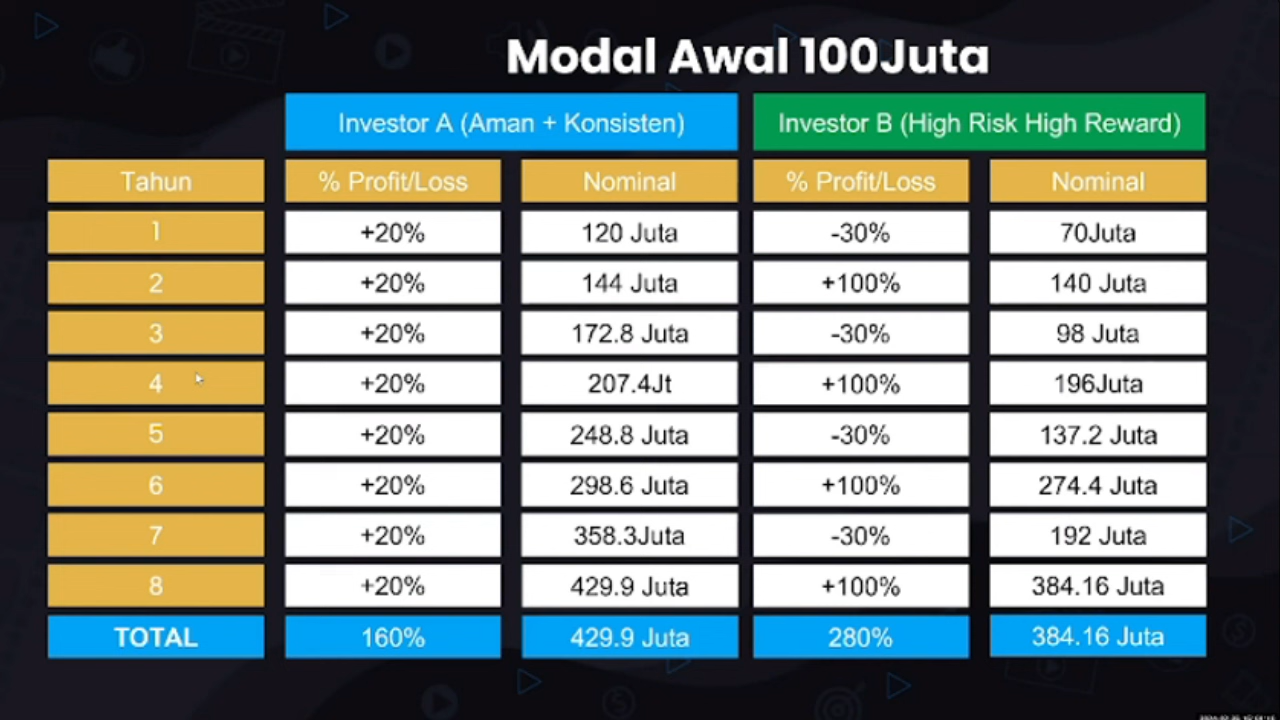 Modal Awal 100Juta
Investor A (Aman + Konsisten) Investor B (High Risk High Reward)
Tahun % Profit/Loss Nominal % Profit/Loss Nominal
1 +20% 120 Juta -30% 70Juta
2 +20% 144 Juta +100% 140 Juta
3 +20% 172.8 Juta -30% 98 Juta
4 +20% 207.4Jt +100% 196Juta
5 +20% 248.8 Juta -30% 137.2 Juta
6 +20% 298.6 Juta +100% 274.4 Juta
7 +20% 358.3Juta -30% 192 Juta
8 +20% 429.9 Juta +100% 384.16 Juta
TOTAL 160% 429.9 Juta 280% 384.16 Juta